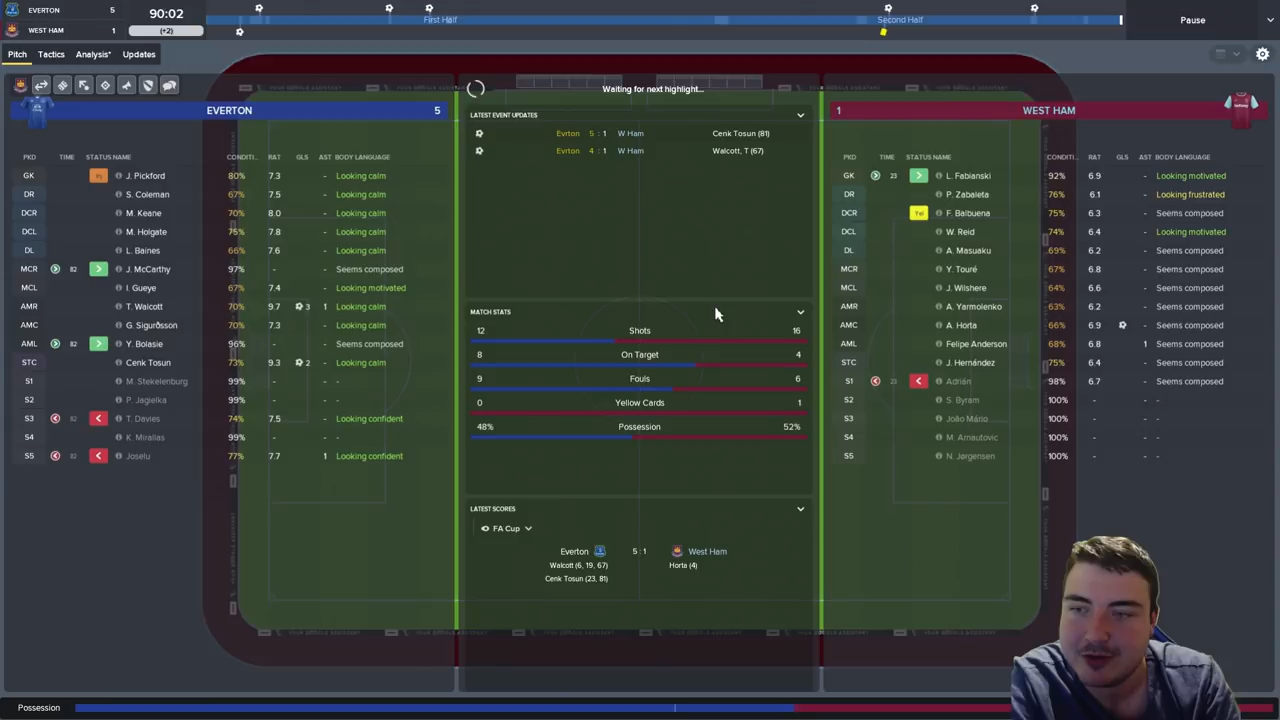 EVERTON 5
WEST HAM 1
90:02
(+2)
First Half
Second Half
Pause
Pitch Tactics Analysis* Updates
EVERTON 5
PKD TIME STATUS NAME CONDITI... RAT GLS AST BODY LANGUAGE
GK J. Pickford 80% 7.3 - Looking calm
DR S. Coleman 67% 7.5 - Looking calm
DCR M. Keane 70% 8.0 - Looking calm
DCL M. Holgate 75% 7.8 - Looking calm
DL L. Baines 66% 7.6 - Looking calm
MCR 82 J. McCarthy 97% - - Seems composed
MCL I. Gueye 67% 7.4 - Looking motivated
AMR T. Walcott 70% 9.7 3 1 Looking calm
AMC G. Sigurðsson 70% 7.3 - Looking calm
AML 82 Y. Bolasie 96% - - Seems composed
STC Cenk Tosun 73% 9.3 2 - Looking calm
S1 M. Stekelenburg 99% - - -
S2 P. Jagielka 99% - - -
S3 82 T. Davies 74% 7.5 - Looking confident
S4 K. Mirallas 99% - - -
S5 82 Joselu 77% 7.7 1 Looking confident
Waiting for next highlight...
LATEST EVENT UPDATES
Evrton 5 : 1 W Ham Cenk Tosun (81)
Evrton 4 : 1 W Ham Walcott, T (67)
MATCH STATS
12 Shots 16
8 On Target 4
9 Fouls 6
0 Yellow Cards 1
48% Possession 52%
LATEST SCORES
FA Cup
Everton 5 : 1 West Ham
Walcott (6, 19, 67) Horta (4)
Cenk Tosun (23, 81)
1 WEST HAM
PKD TIME STATUS NAME CONDITI... RAT GLS AST BODY LANGUAGE
GK 23 L. Fabianski 92% 6.9 - Looking motivated
DR P. Zabaleta 76% 6.1 - Looking frustrated
DCR Yel F. Balbuena 75% 6.3 - Seems composed
DCL W. Reid 74% 6.4 - Looking motivated
DL A. Masuaku 69% 6.2 - Seems composed
MCR Y. Touré 67% 6.8 - Seems composed
MCL J. Wilshere 64% 6.6 - Seems composed
AMR A. Yarmolenko 63% 6.2 - Seems composed
AMC A. Horta 66% 6.9 - Seems composed
AML Felipe Anderson 68% 6.8 1 Seems composed
STC J. Hernández 75% 6.4 - Seems composed
S1 23 Adrián 98% 6.7 - Seems composed
S2 S. Byram 100% - - -
S3 João Mário 100% - - -
S4 M. Arnautovic 100% - - -
S5 N. Jørgensen 100% - - -
Possession